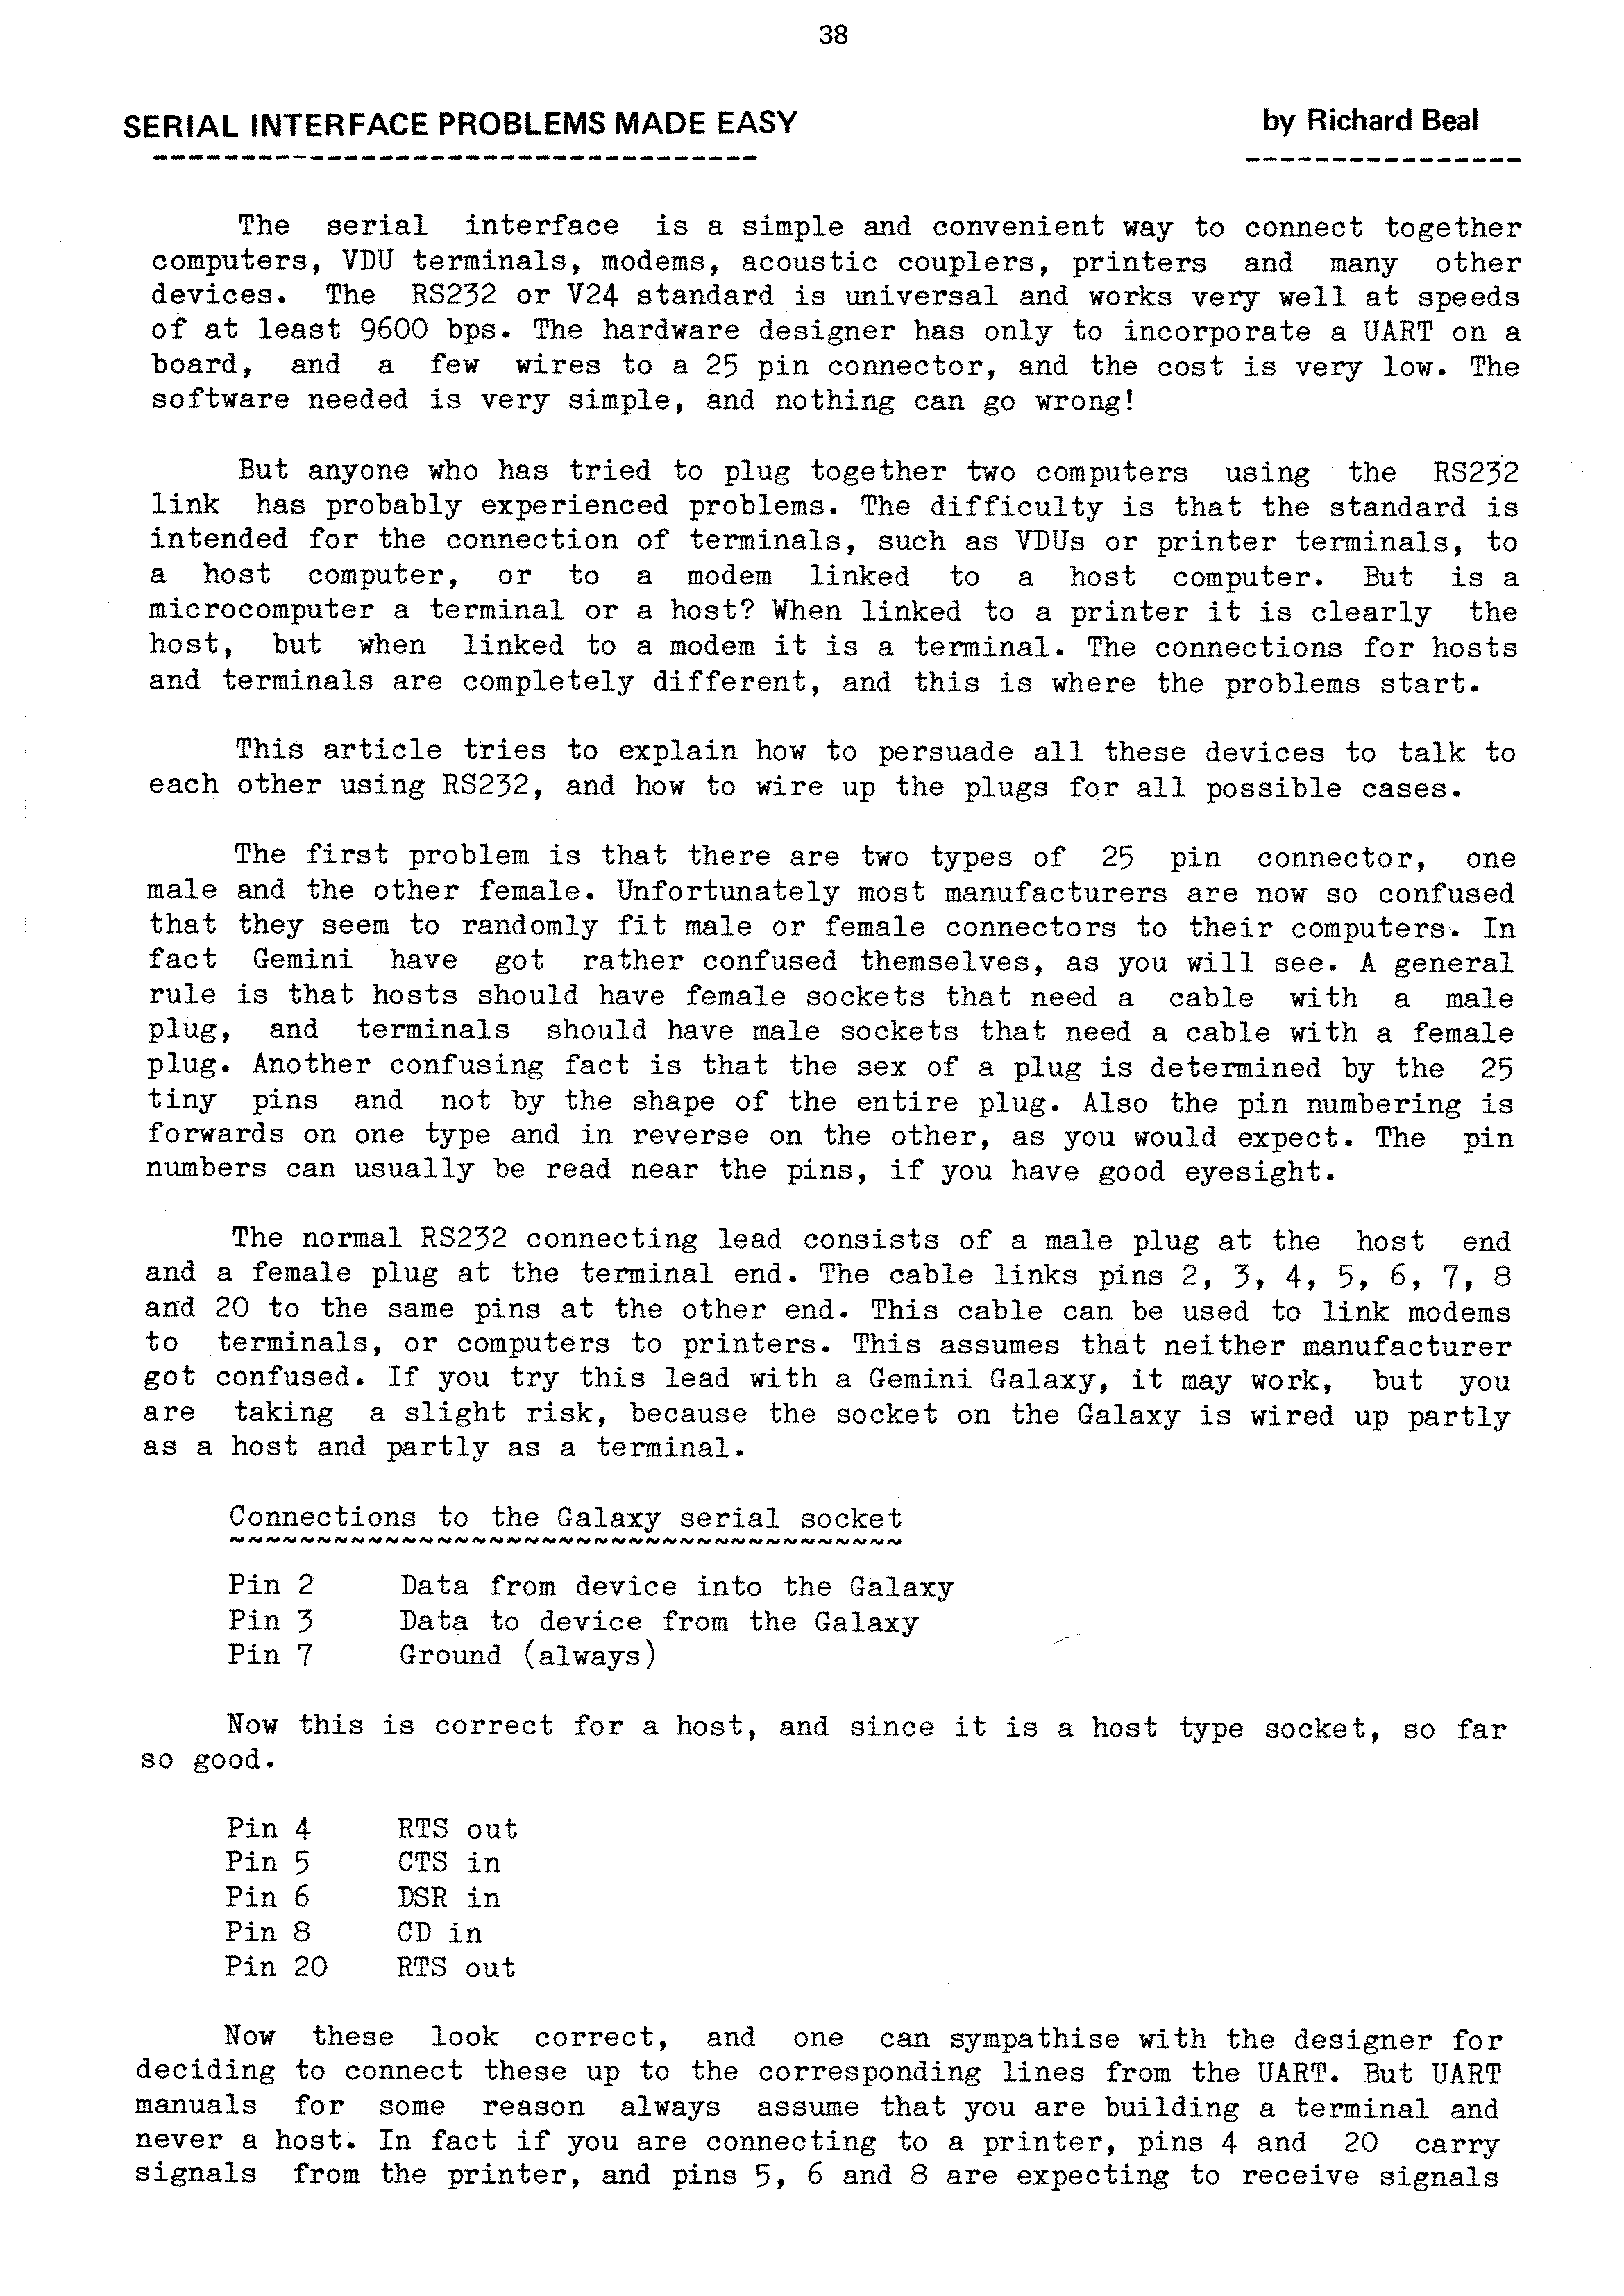 38
SERIAL INTERFACE PROBLEMS MADE EASY by Richard Beal
The serial interface is a simple and convenient way to connect together
computers, VDU terminals, modems, acoustic couplers, printers and many other
devices. The RS232 or V24 standard is universal and works very well at speeds
of at least 9600 bps. The hardware designer has only to incorporate a UART on a
board, and a few wires to a 25 pin connector, and the cost is very low. The
software needed is very simple, and nothing can go wrong!
But anyone who has tried to plug together two computers using the RS232
link has probably experienced problems. The difficulty is that the standard is
intended for the connection of terminals, such as VDUs or printer terminals, to
a host computer, or to a modem linked to a host computer. But is a
microcomputer a terminal or a host? When linked to a printer it is clearly the
host, but when linked to a modem it is a terminal. The connections for hosts
and terminals are completely different, and this is where the problems start.
This article tries to explain how to persuade all these devices to talk to
each other using RS232, and how to wire up the plugs for all possible cases.
The first problem is that there are two types of 25 pin connector, one
male and the other female. Unfortunately most manufacturers are now so confused
that they seem to randomly fit male or female connectors to their computers. In
fact Gemini have got rather confused themselves, as you will see. A general
rule is that hosts should have female sockets that need a cable with a male
plug, and terminals should have male sockets that need a cable with a female
plug. Another confusing fact is that the sex of a plug is determined by the 25
tiny pins and not by the shape of the entire plug. Also the pin numbering is
forwards on one type and in reverse on the other, as you would expect. The pin
numbers can usually be read near the pins, if you have good eyesight.
The normal RS232 connecting lead consists of a male plug at the host end
and a female plug at the terminal end. The cable links pins 2, 3, 4, 5, 6, 7, 8
and 20 to the same pins at the other end. This cable can be used to link modems
to terminals, or computers to printers. This assumes that neither manufacturer
got confused. If you try this lead with a Gemini Galaxy, it may work, but you
are taking a slight risk, because the socket on the Galaxy is wired up partly
as a host and partly as a terminal.
Connections to the Galaxy serial socket
Pin 2 Data from device into the Galaxy
Pin 3 Data to device from the Galaxy
Pin 7 Ground (always)
Now this is correct for a host, and since it is a host type socket, so far
so good.
Pin 4 RTS out
Pin 5 CTS in
Pin 6 DSR in
Pin 8 CD in
Pin 20 RTS out
Now these look correct, and one can sympathise with the designer for
deciding to connect these up to the corresponding lines from the UART. But UART
manuals for some reason always assume that you are building a terminal and
never a host. In fact if you are connecting to a printer, pins 4 and 20 carry
signals from the printer, and pins 5, 6 and 8 are expecting to receive signals